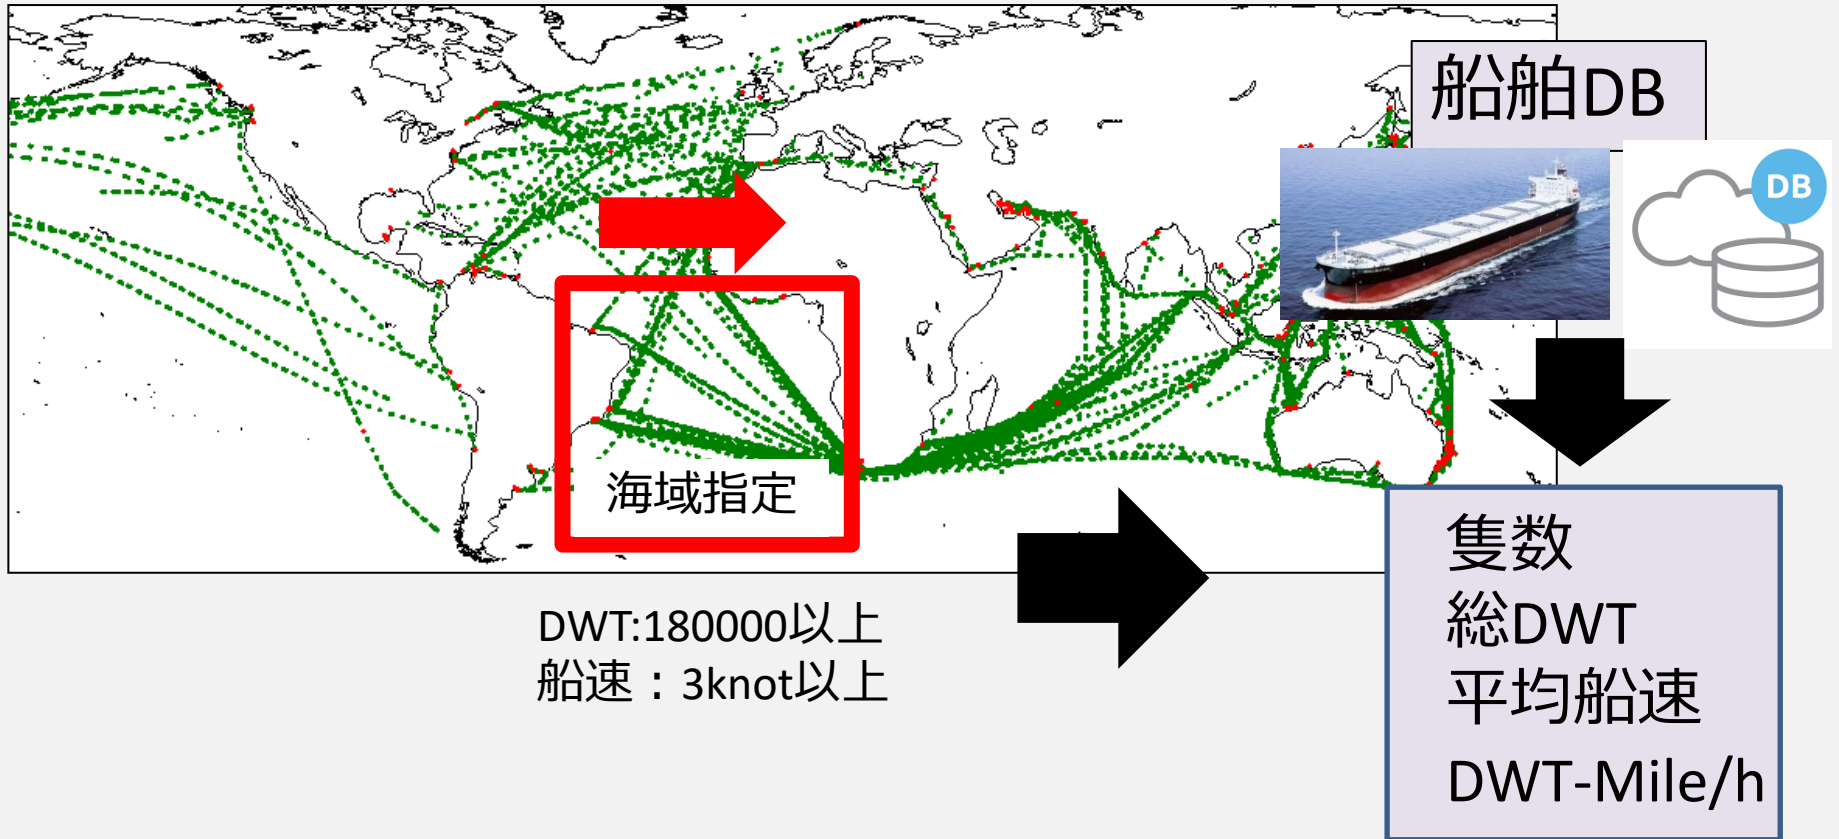 船舶DB
DB
海域指定
DWT:180000以上
船速：3knot以上
隻数
総DWT
平均船速
DWT-Mile/h